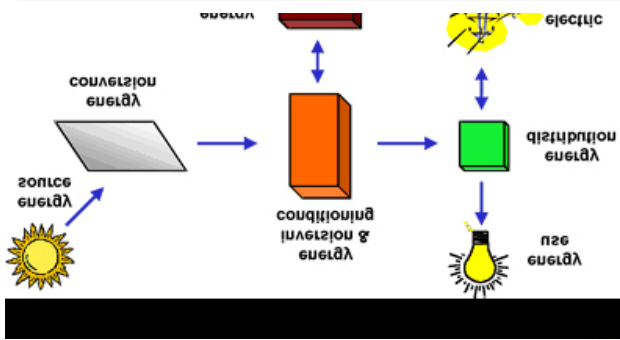 energy
use
energy
inversion &
conditioning
energy
source
energy
distribution
energy
conversion
energy
electric